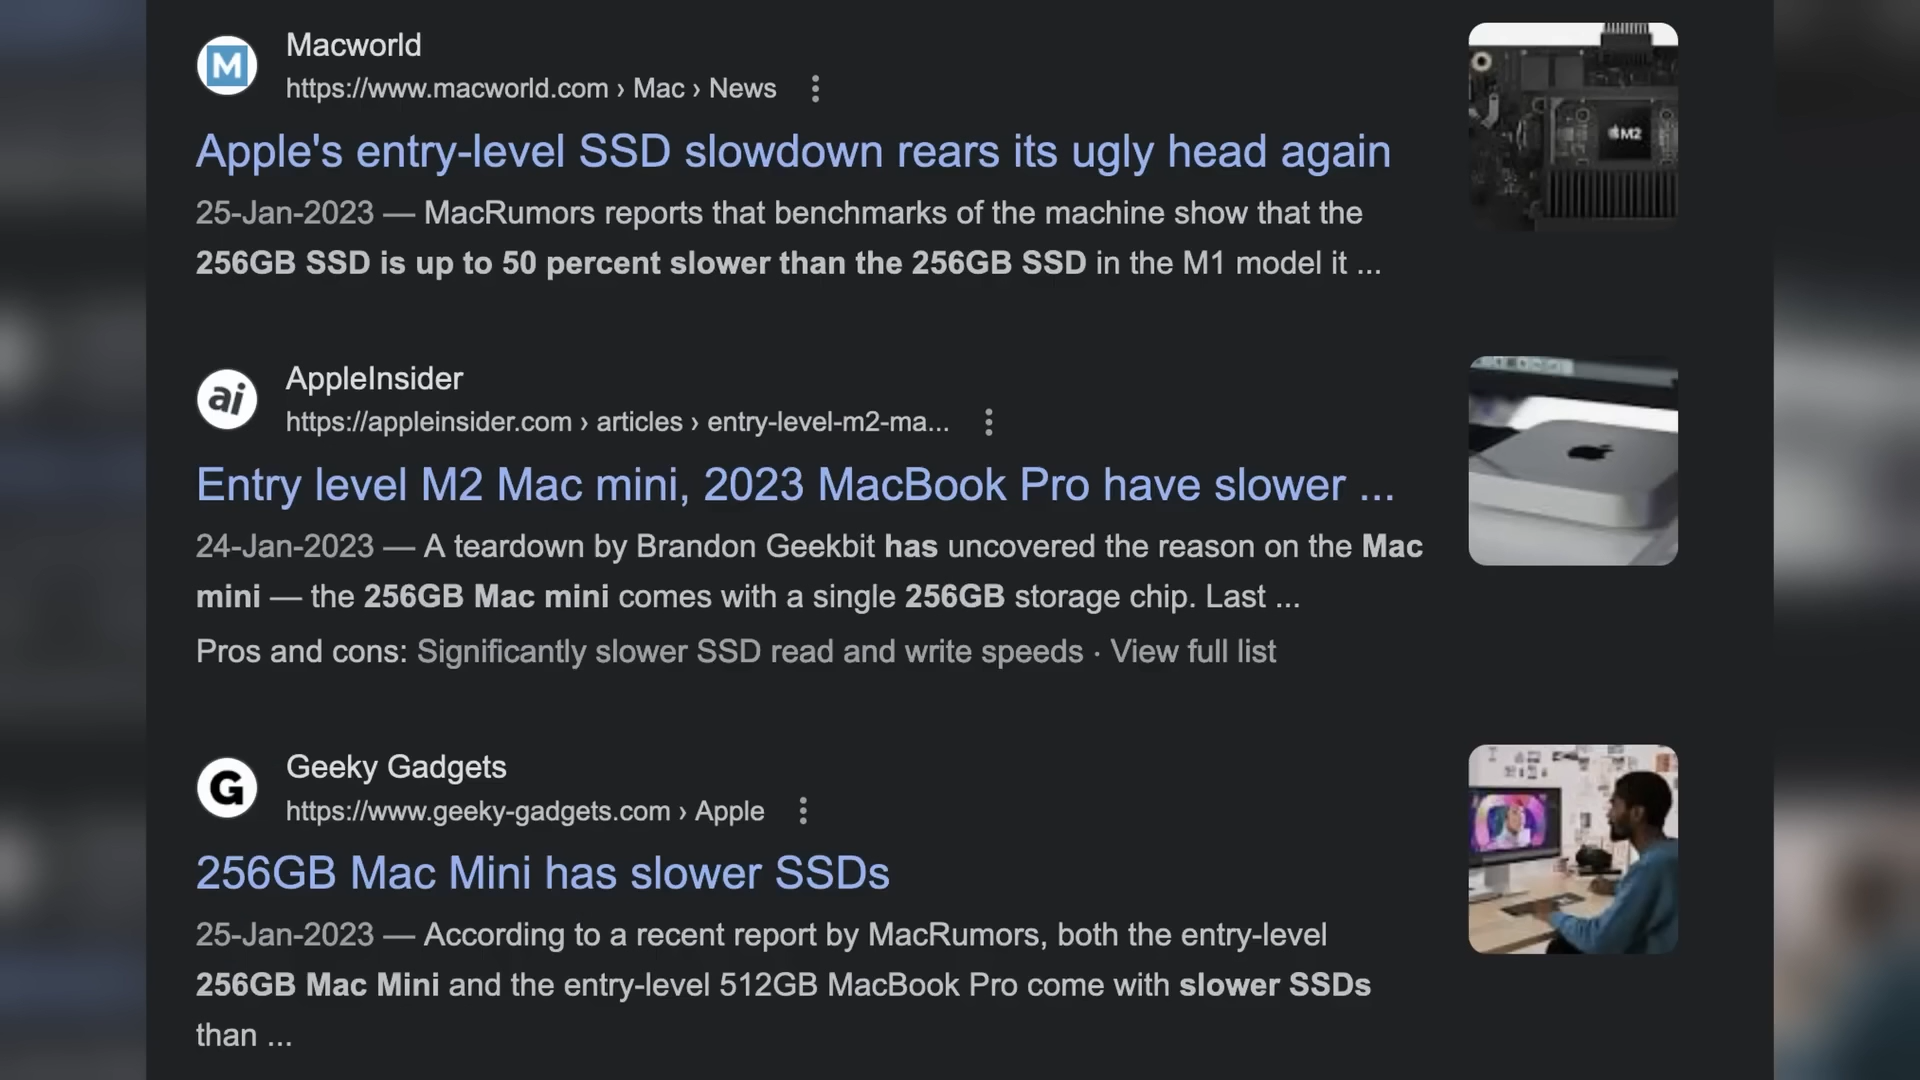 Macworld
https://www.macworld.com › Mac › News
Apple's entry-level SSD slowdown rears its ugly head again
25-Jan-2023 — MacRumors reports that benchmarks of the machine show that the
256GB SSD is up to 50 percent slower than the 256GB SSD in the M1 model it ...
M2
AppleInsider
https://appleinsider.com › articles › entry-level-m2-ma...
Entry level M2 Mac mini, 2023 MacBook Pro have slower ...
24-Jan-2023 — A teardown by Brandon Geekbit has uncovered the reason on the Mac
mini — the 256GB Mac mini comes with a single 256GB storage chip. Last ...
Pros and cons: Significantly slower SSD read and write speeds · View full list
Geeky Gadgets
https://www.geeky-gadgets.com › Apple
256GB Mac Mini has slower SSDs
25-Jan-2023 — According to a recent report by MacRumors, both the entry-level
256GB Mac Mini and the entry-level 512GB MacBook Pro come with slower SSDs
than ...
M
ai
G